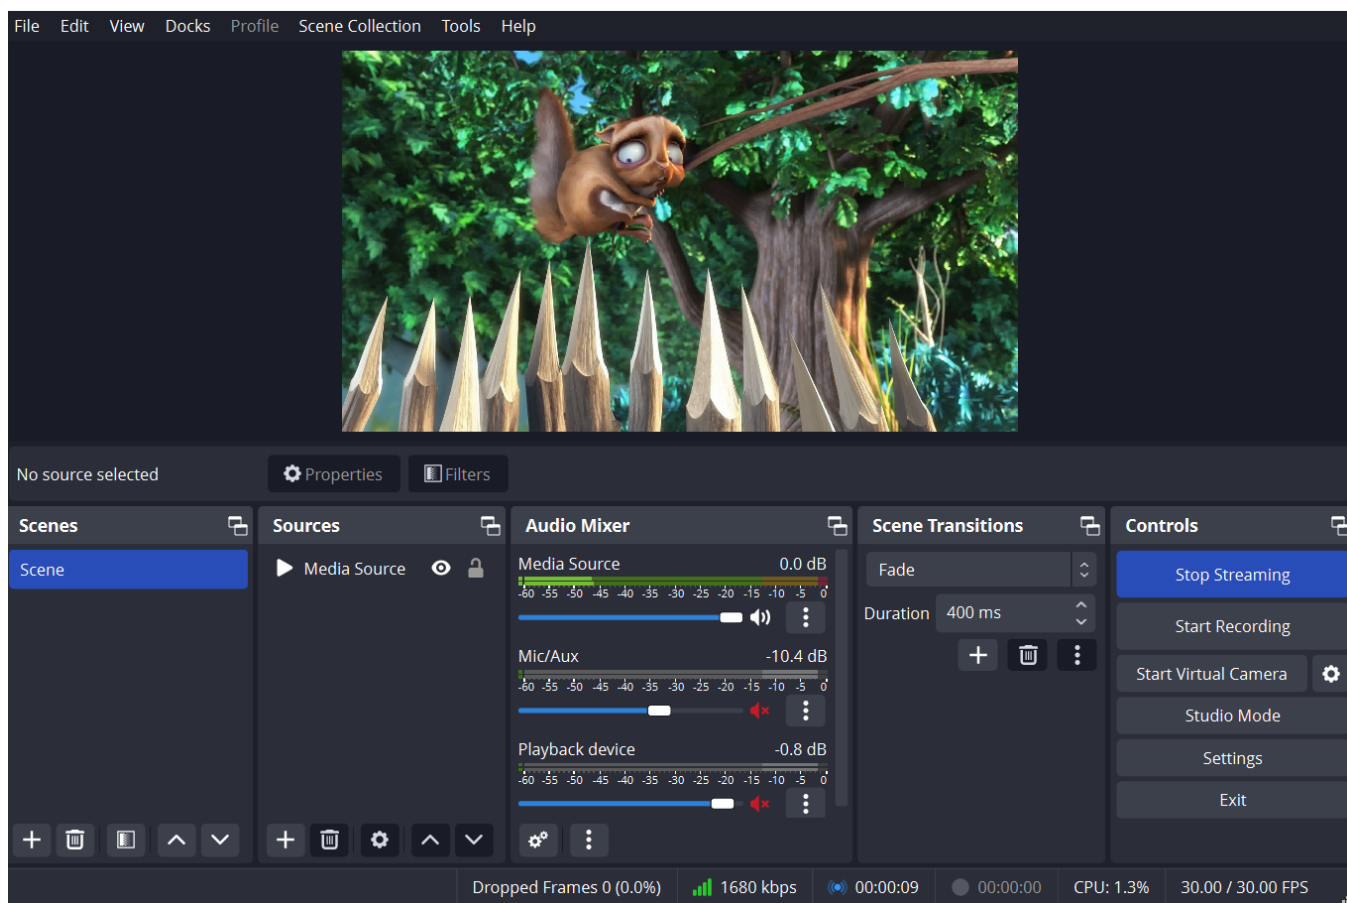 File Edit View Docks Profile Scene Collection Tools Help
No source selected Properties Filters
Scenes
Scene
Sources
Media Source
Audio Mixer
Media Source 0.0 dB
-60 -55 -50 -45 -40 -35 -30 -25 -20 -15 -10 -5 0
Mic/Aux -10.4 dB
-60 -55 -50 -45 -40 -35 -30 -25 -20 -15 -10 -5 0
Playback device -0.8 dB
-60 -55 -50 -45 -40 -35 -30 -25 -20 -15 -10 -5 0
Scene Transitions
Fade
Duration 400 ms
Controls
Stop Streaming
Start Recording
Start Virtual Camera
Studio Mode
Settings
Exit
Dropped Frames 0 (0.0%) 1680 kbps 00:00:09 00:00:00 CPU: 1.3% 30.00 / 30.00 FPS